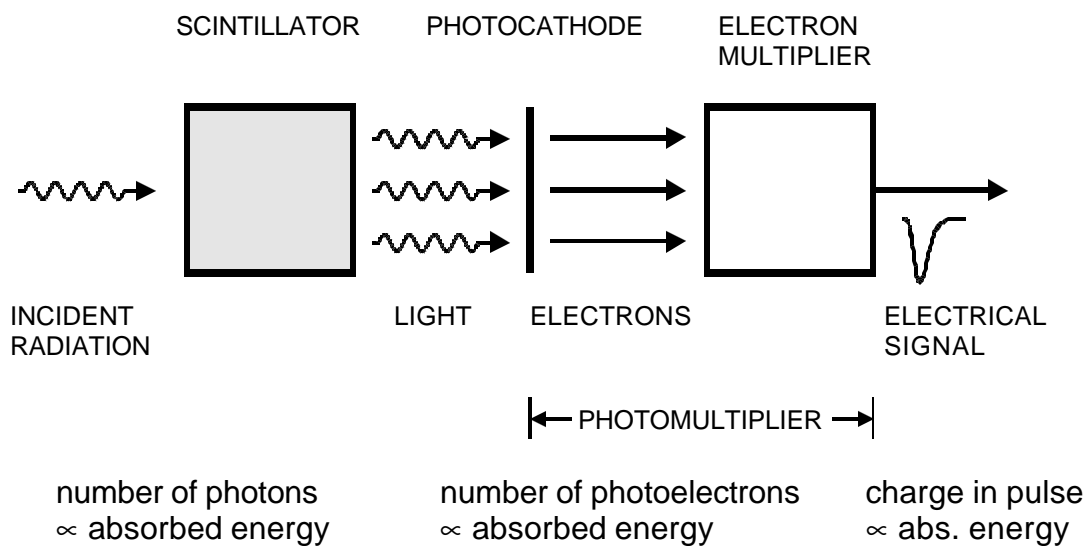 SCINTILLATOR
PHOTOCATHODE
ELECTRON
MULTIPLIER
INCIDENT
RADIATION
LIGHT
ELECTRONS
ELECTRICAL
SIGNAL
PHOTOMULTIPLIER
number of photons
∝ absorbed energy
number of photoelectrons
∝ absorbed energy
charge in pulse
∝ abs. energy